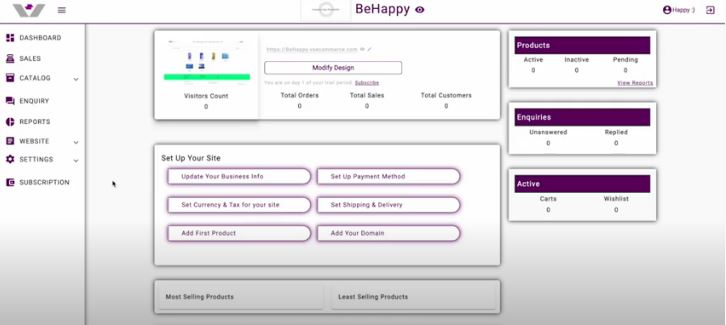 BeHappy
Happy :)
DASHBOARD
SALES
CATALOG
ENQUIRY
REPORTS
WEBSITE
SETTINGS
SUBSCRIPTION
https://BeHappy.vsecommerce.com
Modify Design
You are on day 1 of your trial period. Subscribe
Visitors Count
0
Total Orders Total Sales Total Customers
0 0 0
Set Up Your Site
Update Your Business Info Set Up Payment Method
Set Currency & Tax for your site Set Shipping & Delivery
Add First Product Add Your Domain
Most Selling Products Least Selling Products
Products
Active Inactive Pending
0 0 0
View Reports
Enquiries
Unanswered Replied
0 0
Active
Carts Wishlist
0 0